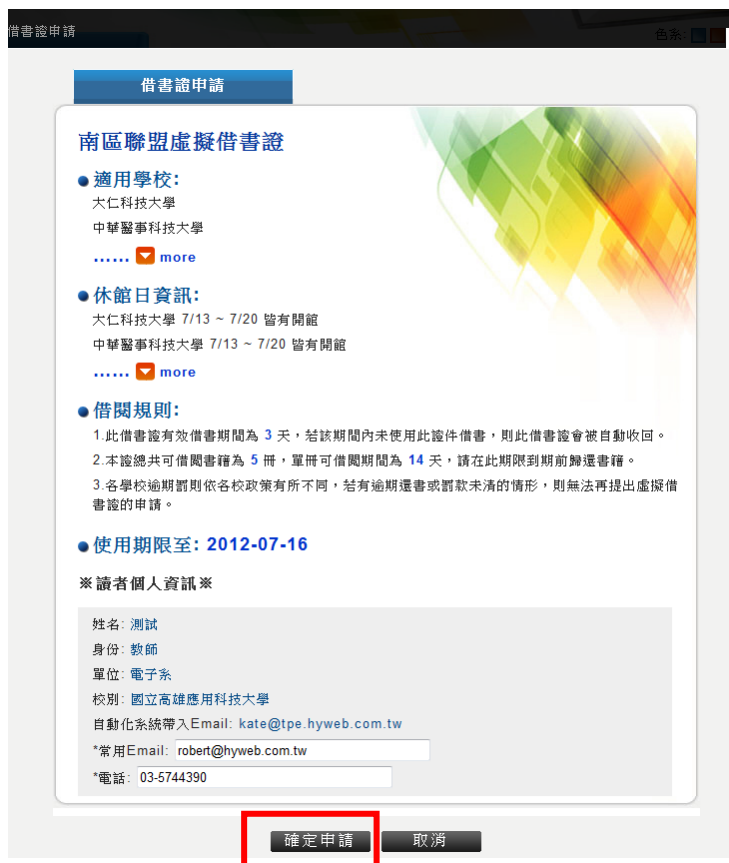 借書證申請
色系:
借書證申請
南區聯盟虛擬借書證
適用學校:
大仁科技大學
中華醫事科技大學
...... more
休館日資訊:
大仁科技大學 7/13 ~ 7/20 皆有開館
中華醫事科技大學 7/13 ~ 7/20 皆有開館
...... more
借閱規則:
1.此借書證有效借書期間為 3 天，若該期間內未使用此證件借書，則此借書證會被自動收回。
2.本證總共可借閱書籍為 5 冊，單冊可借閱期間為 14 天，請在此期限到期前歸還書籍。
3.各學校逾期罰則依各校政策有所不同，若有逾期還書或罰款未清的情形，則無法再提出虛擬借
書證的申請。
使用期限至: 2012-07-16
※讀者個人資訊※
姓名: 測試
身份: 教師
單位: 電子系
校別: 國立高雄應用科技大學
自動化系統帶入Email: kate@tpe.hyweb.com.tw
*常用Email: robert@hyweb.com.tw
*電話: 03-5744390
確定申請 取消